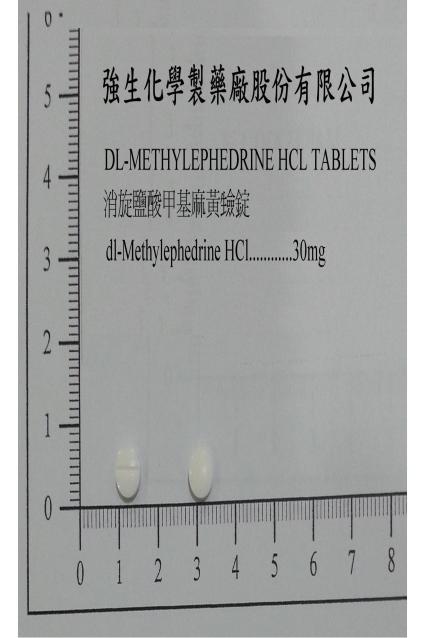 強生化學製藥廠股份有限公司
DL-METHYLEPHEDRINE HCL TABLETS
消旋鹽酸甲基麻黃鹼錠
dl-Methylephedrine HCl............30mg
6
5
4
3
2
1
0
0 1 2 3 4 5 6 7 8